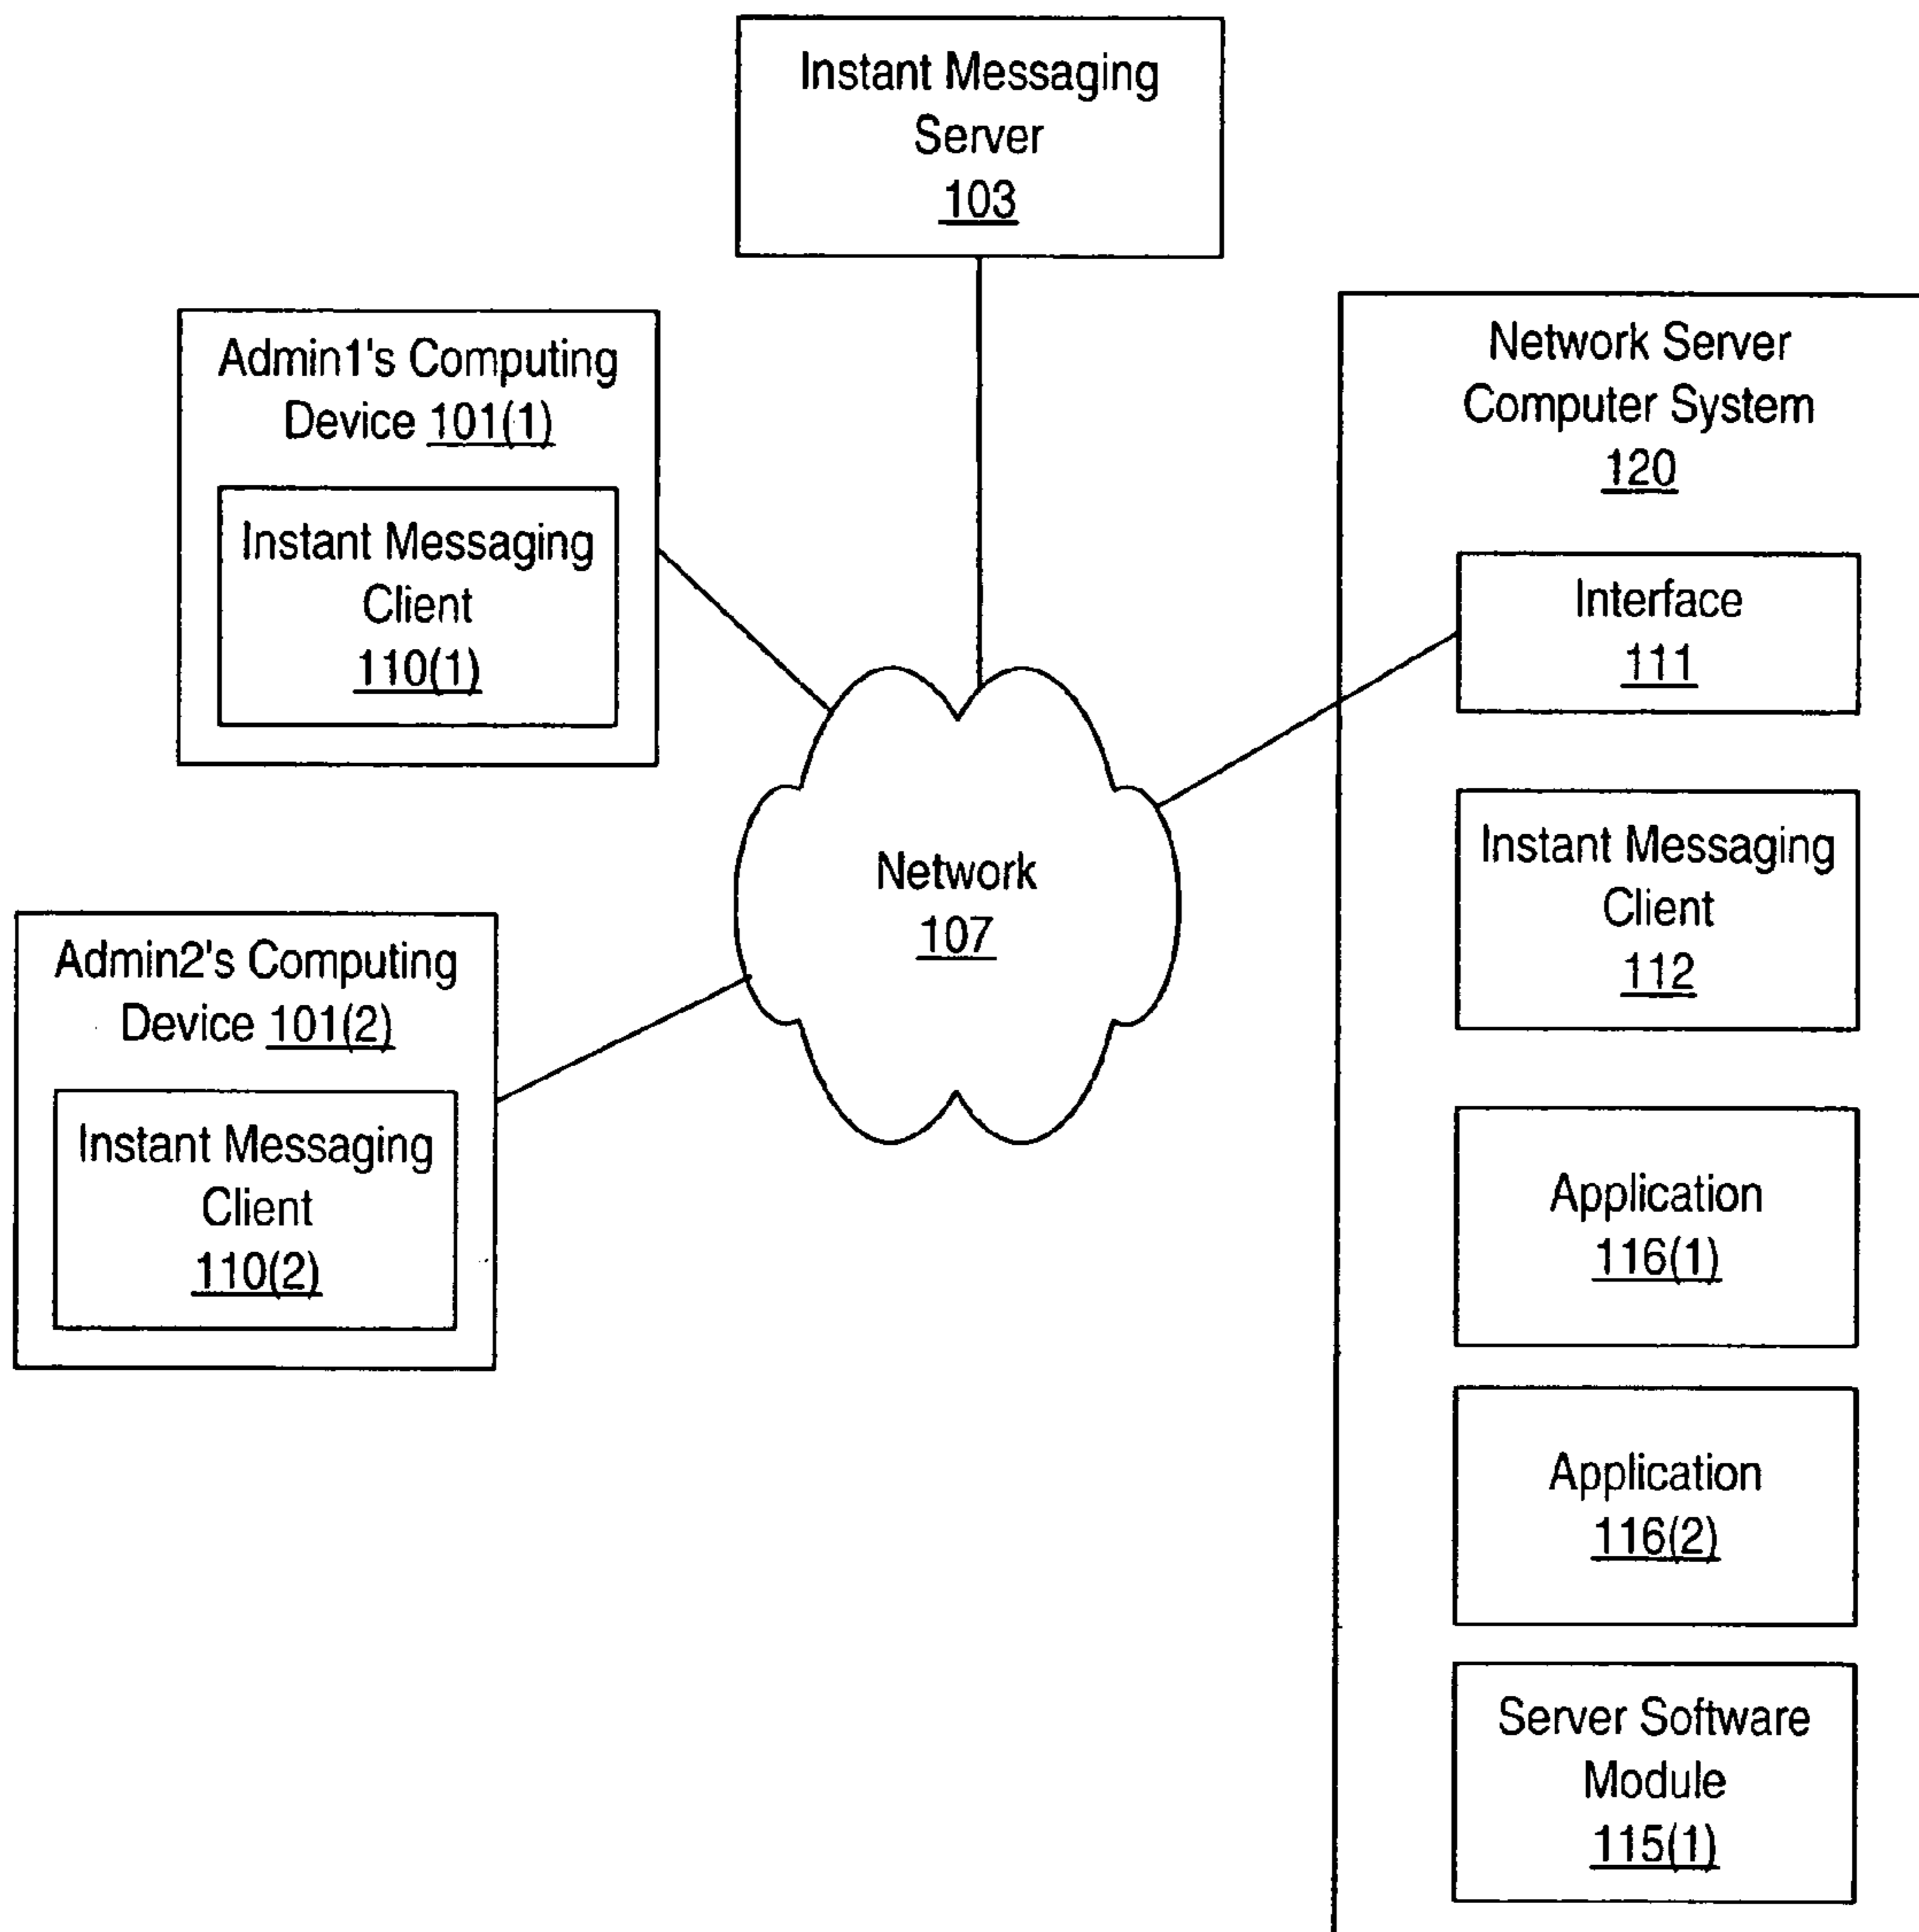 Instant Messaging
Server
103
Admin1's Computing
Device 101(1)
Instant Messaging
Client
110(1)
Admin2's Computing
Device 101(2)
Instant Messaging
Client
110(2)
Network
107
Network Server
Computer System
120
Interface
111
Instant Messaging
Client
112
Application
116(1)
Application
116(2)
Server Software
Module
115(1)